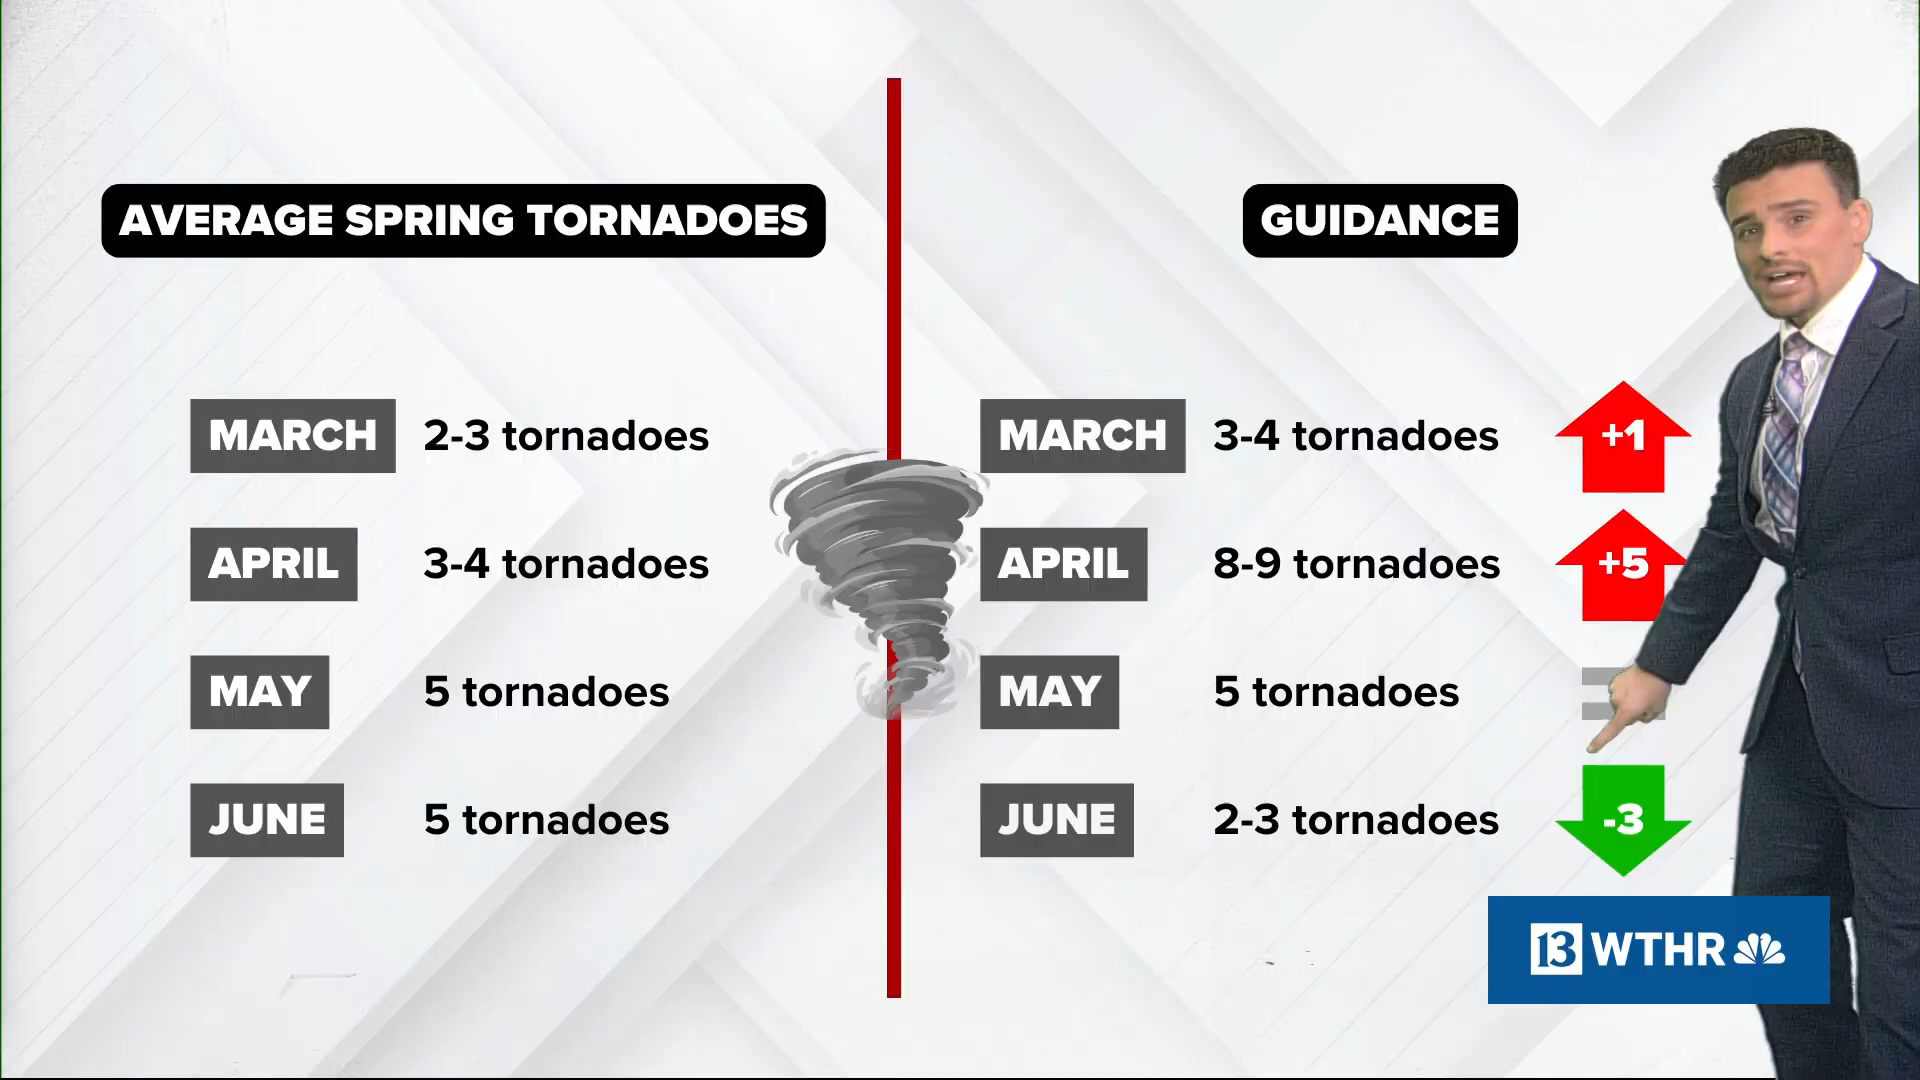 AVERAGE SPRING TORNADOES
MARCH 2-3 tornadoes
APRIL 3-4 tornadoes
MAY 5 tornadoes
JUNE 5 tornadoes
GUIDANCE
MARCH 3-4 tornadoes +1
APRIL 8-9 tornadoes +5
MAY 5 tornadoes =
JUNE 2-3 tornadoes -3
13 WTHR